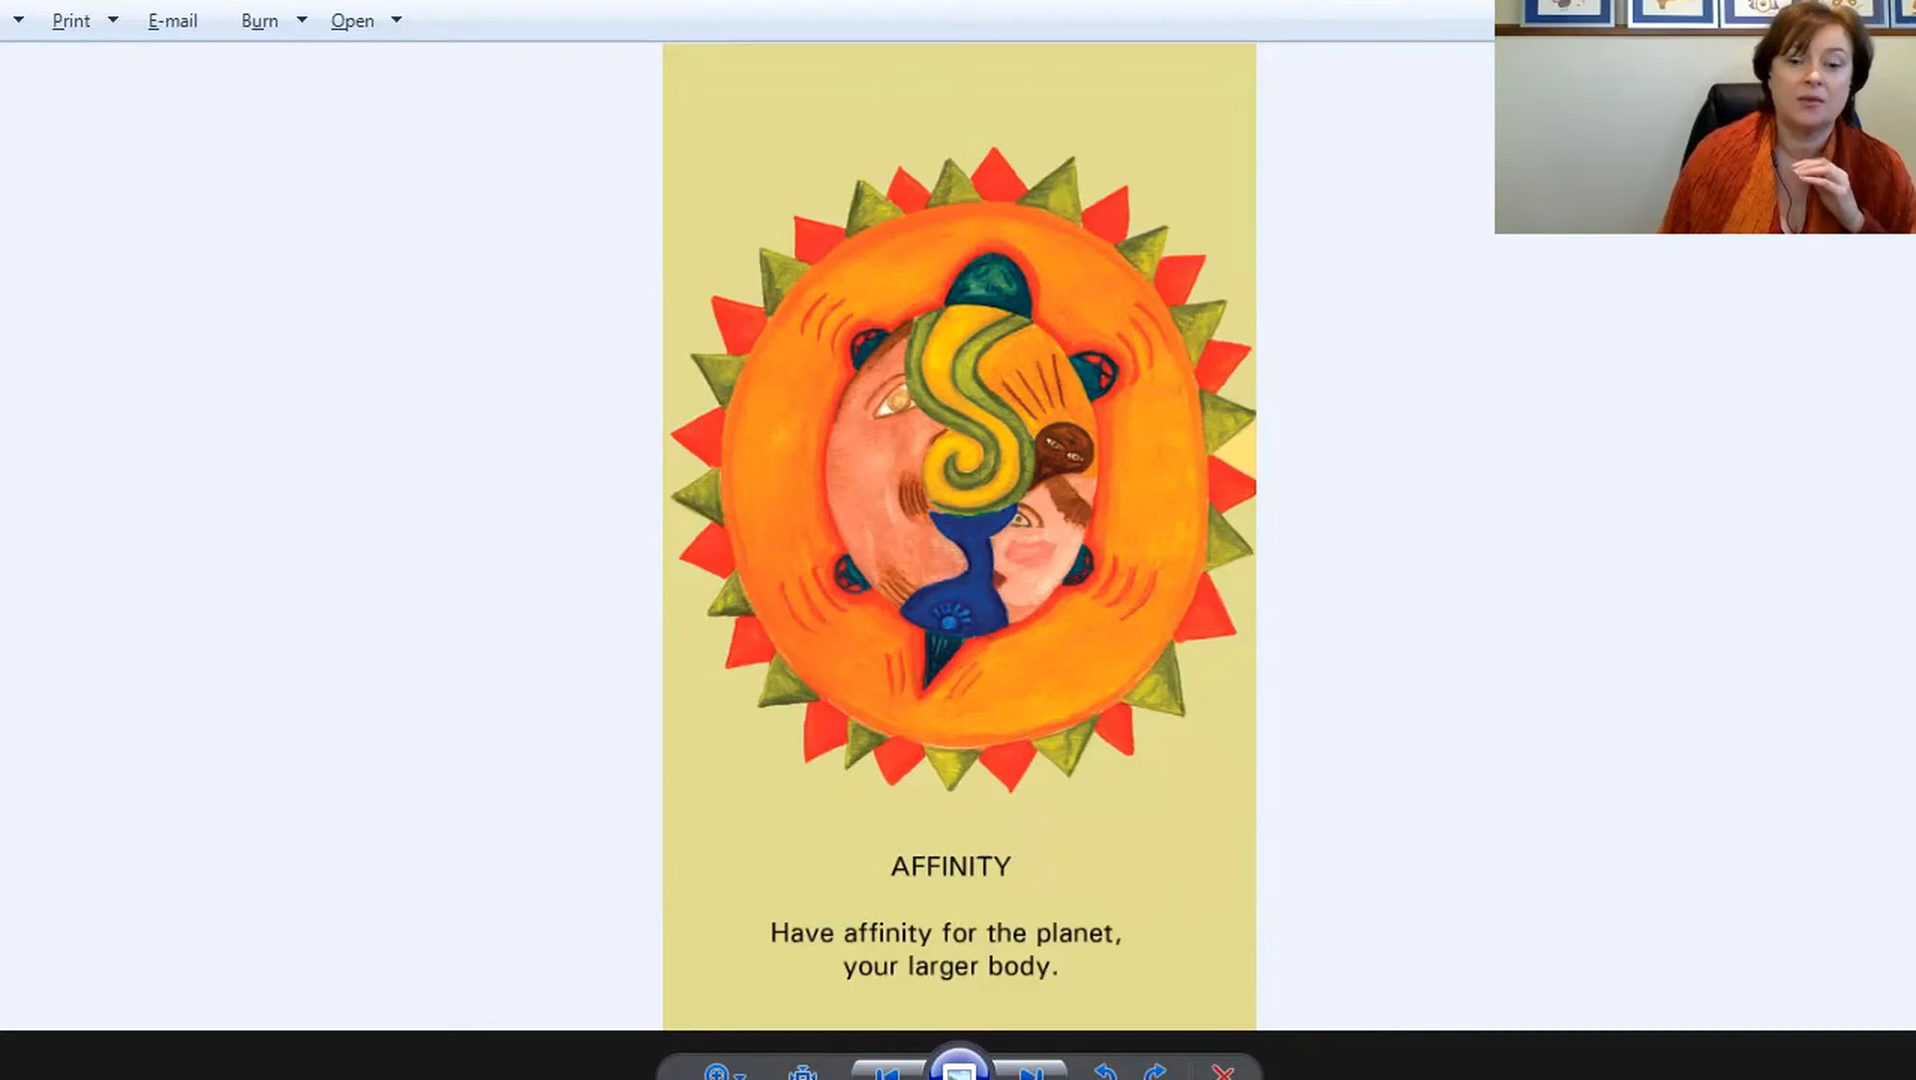 Print
E-mail
Burn
Open
AFFINITY
Have affinity for the planet,
your larger body.